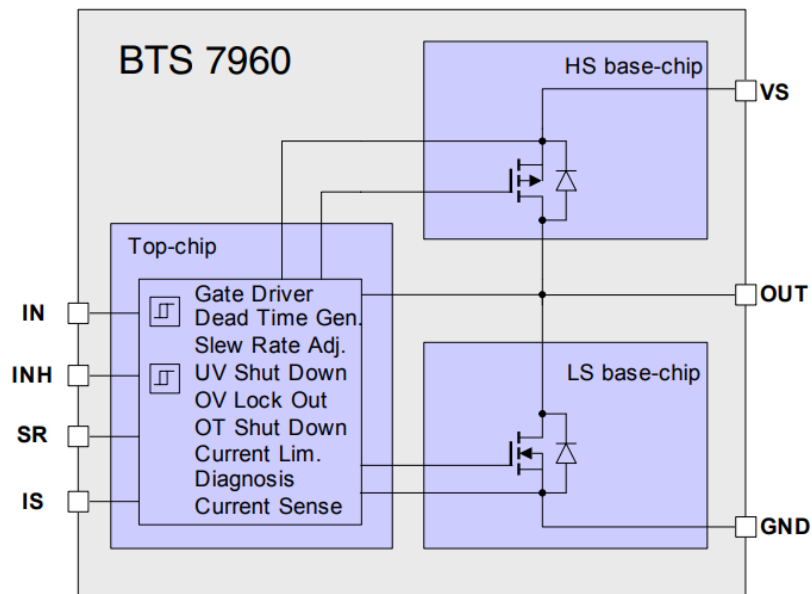 BTS 7960
HS base-chip
VS
Top-chip
Gate Driver
Dead Time Gen.
Slew Rate Adj.
UV Shut Down
OV Lock Out
OT Shut Down
Current Lim.
Diagnosis
Current Sense
IN
INH
SR
IS
OUT
LS base-chip
GND